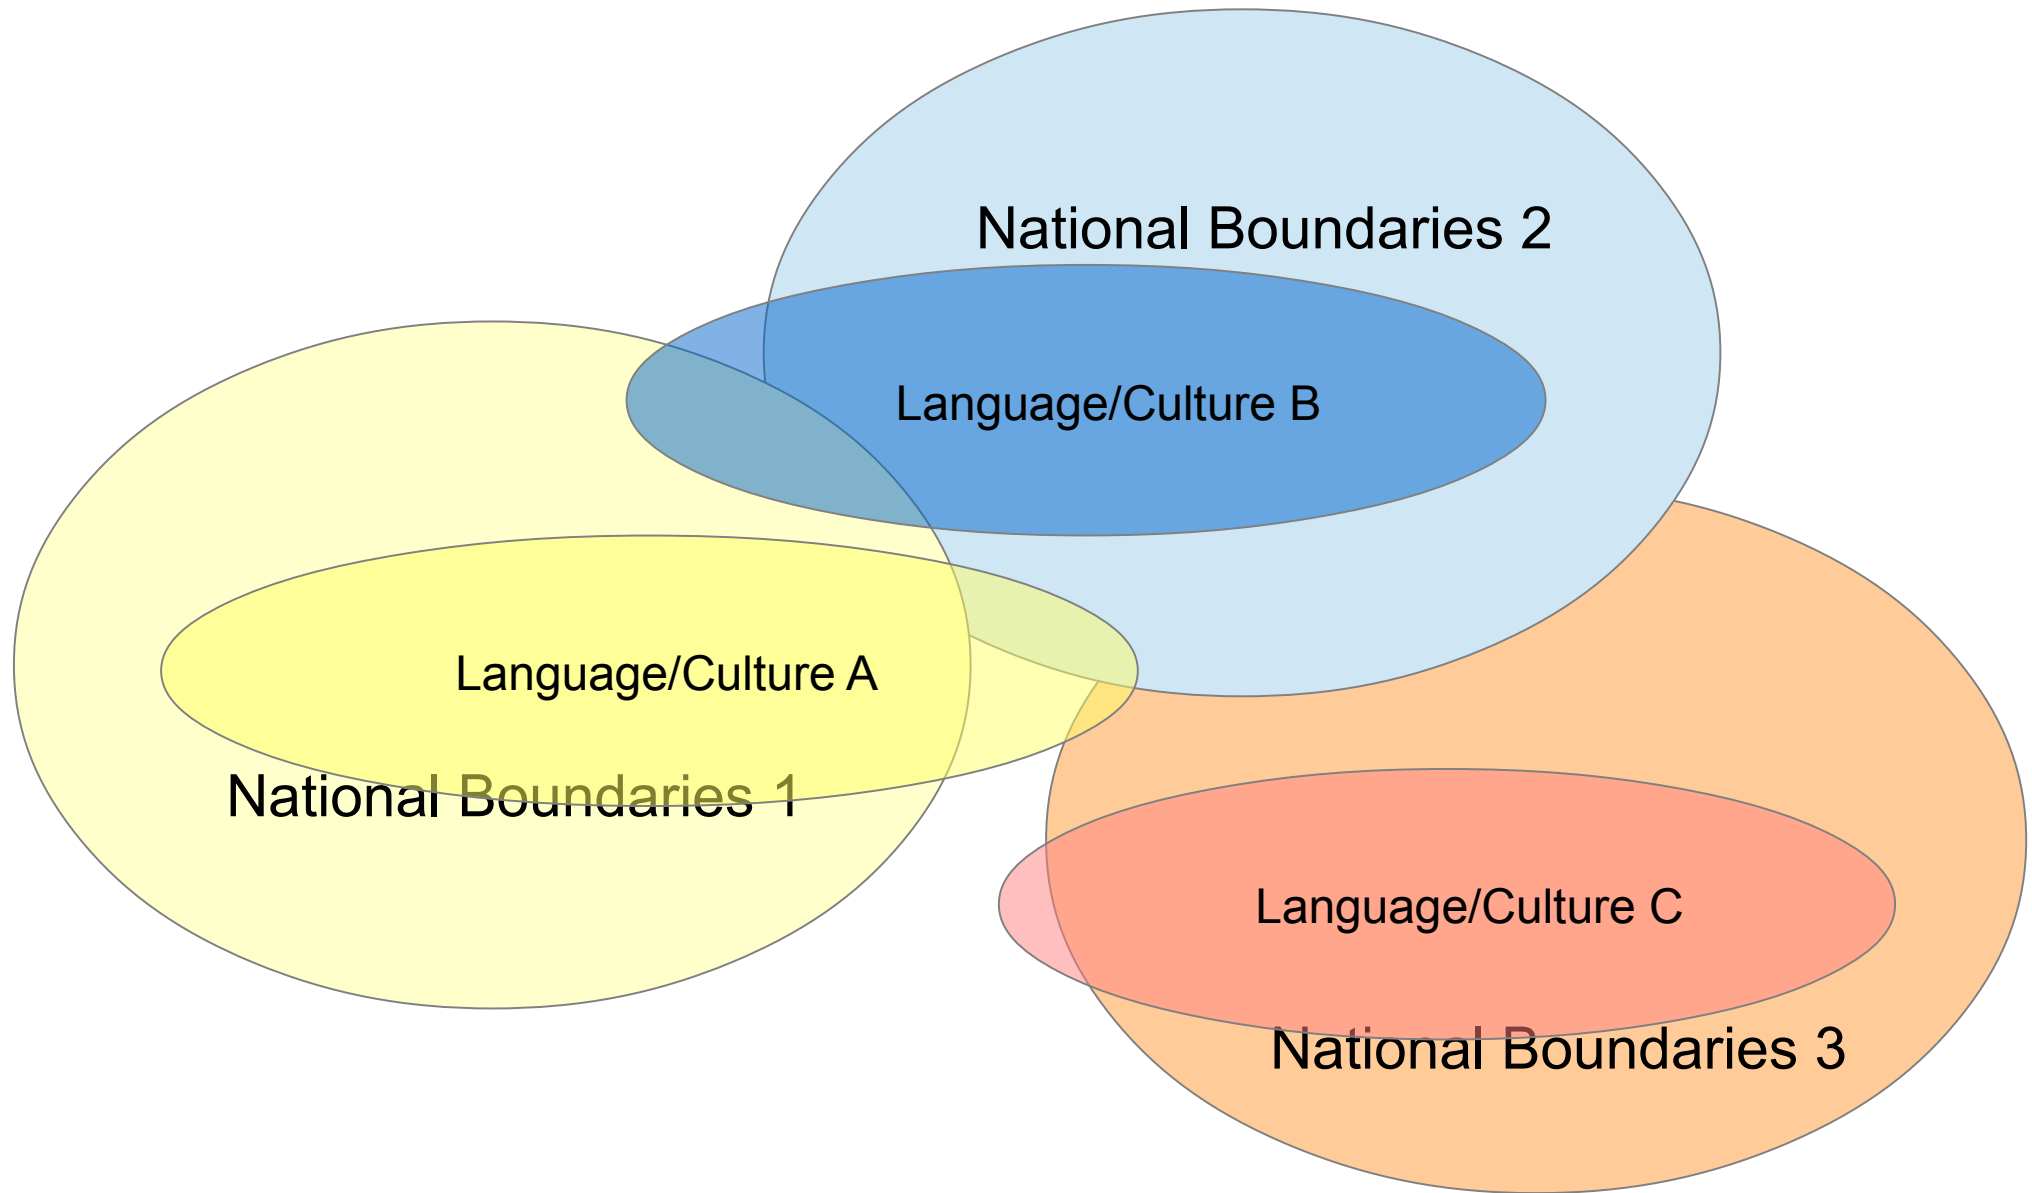 National Boundaries 2
Language/Culture B
Language/Culture A
National Boundaries 1
Language/Culture C
National Boundaries 3